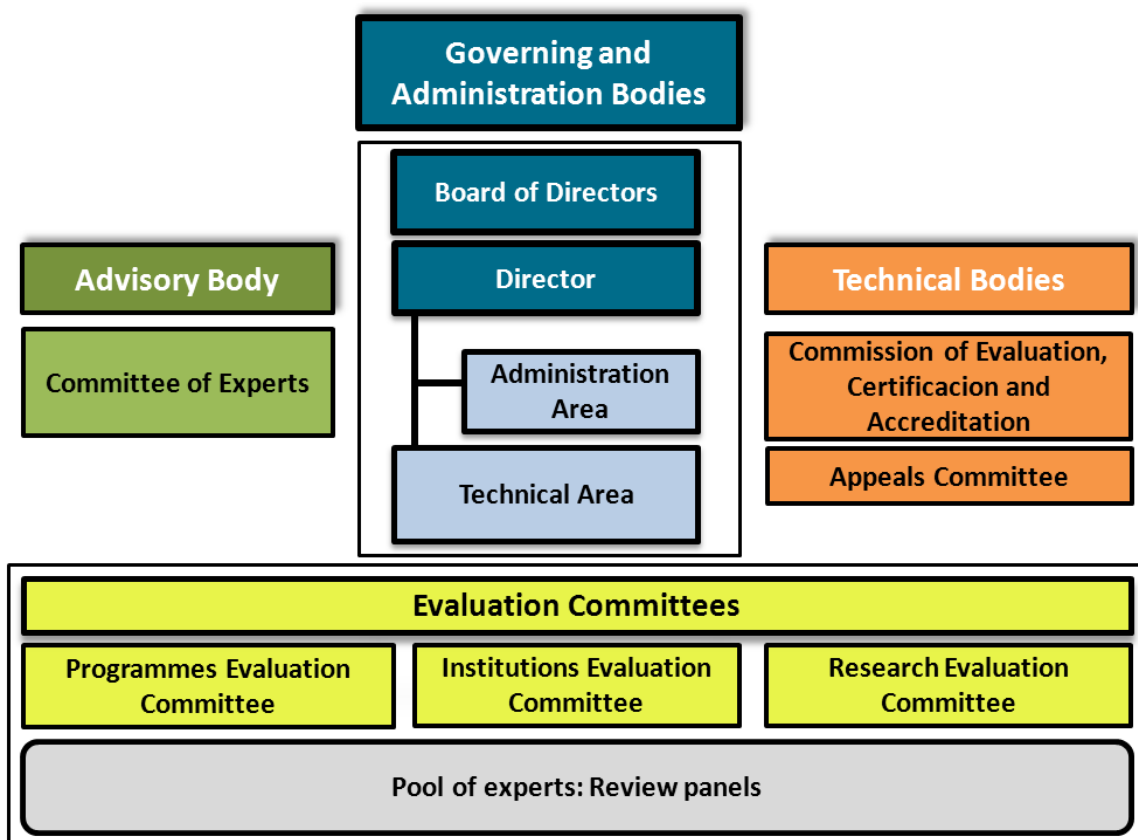 Governing and
Administration Bodies
Board of Directors
Director
Administration
Area
Technical Area
Advisory Body
Committee of Experts
Technical Bodies
Commission of Evaluation,
Certificacion and
Accreditation
Appeals Committee
Evaluation Committees
Programmes Evaluation
Committee
Institutions Evaluation
Committee
Research Evaluation
Committee
Pool of experts: Review panels